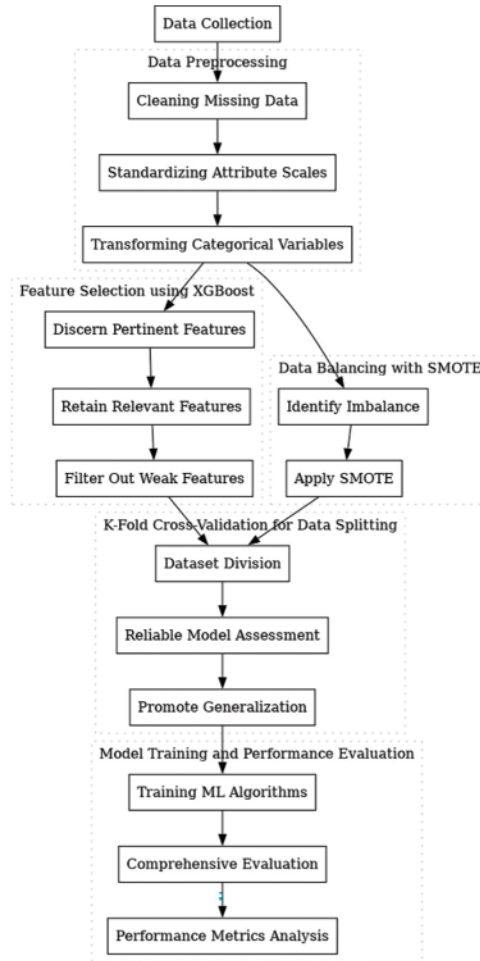 Data Collection
Data Preprocessing
Cleaning Missing Data
Standardizing Attribute Scales
Transforming Categorical Variables
Feature Selection using XGBoost
Discern Pertinent Features
Retain Relevant Features
Filter Out Weak Features
Data Balancing with SMOTE
Identify Imbalance
Apply SMOTE
K-Fold Cross-Validation for Data Splitting
Dataset Division
Reliable Model Assessment
Promote Generalization
Model Training and Performance Evaluation
Training ML Algorithms
Comprehensive Evaluation
Performance Metrics Analysis